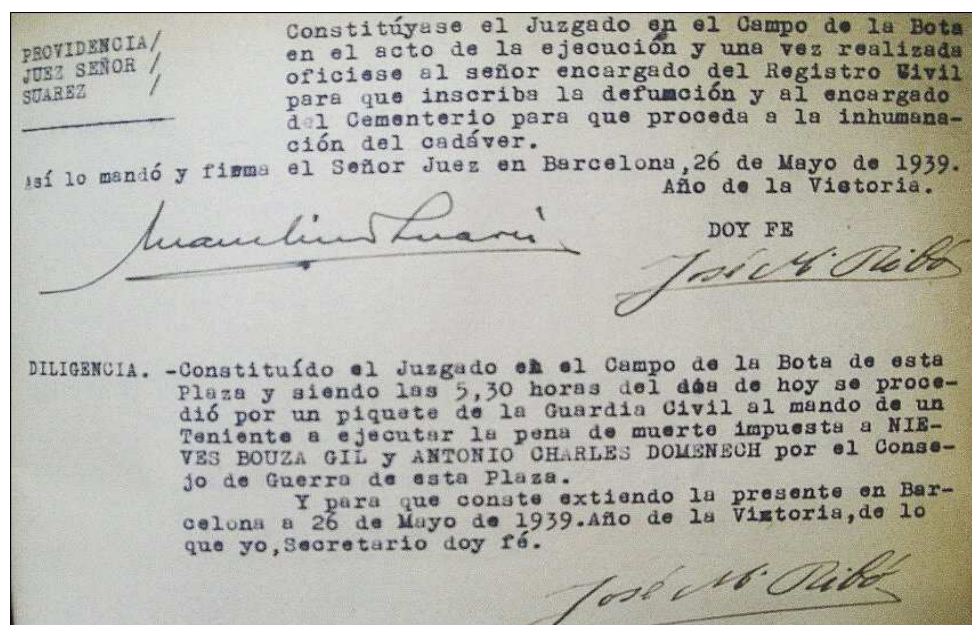 PROVIDENCIA/
JUEZ SEÑOR /
SUAREZ /
Constitúyase el Juzgado en el Campo de la Bota
en el acto de la ejecución y una vez realizada
oficiese al señor encargado del Registro Civil
para que inscriba la defunción y al encargado
del Cementerio para que proceda a la inhumana-
ción del cadáver.
Así lo mandó y firma el Señor Juez en Barcelona,26 de Mayo de 1939.
Año de la Victoria.
DOY FE
José Mª Ribó
DILIGENCIA. -Constituído el Juzgado en el Campo de la Bota de esta
Plaza y siendo las 5,30 horas del día de hoy se proce-
dió por un piquete de la Guardia Civil al mando de un
Teniente a ejecutar la pena de muerte impuesta a NIE-
VES BOUZA GIL y ANTONIO CHARLES DOMENECH por el Conse-
jo de Guerra de esta Plaza.
Y para que conste extiendo la presente en Bar-
celona a 26 de Mayo de 1939.Año de la Victoria,de lo
que yo,Secretario doy fé.
José Mª Ribó